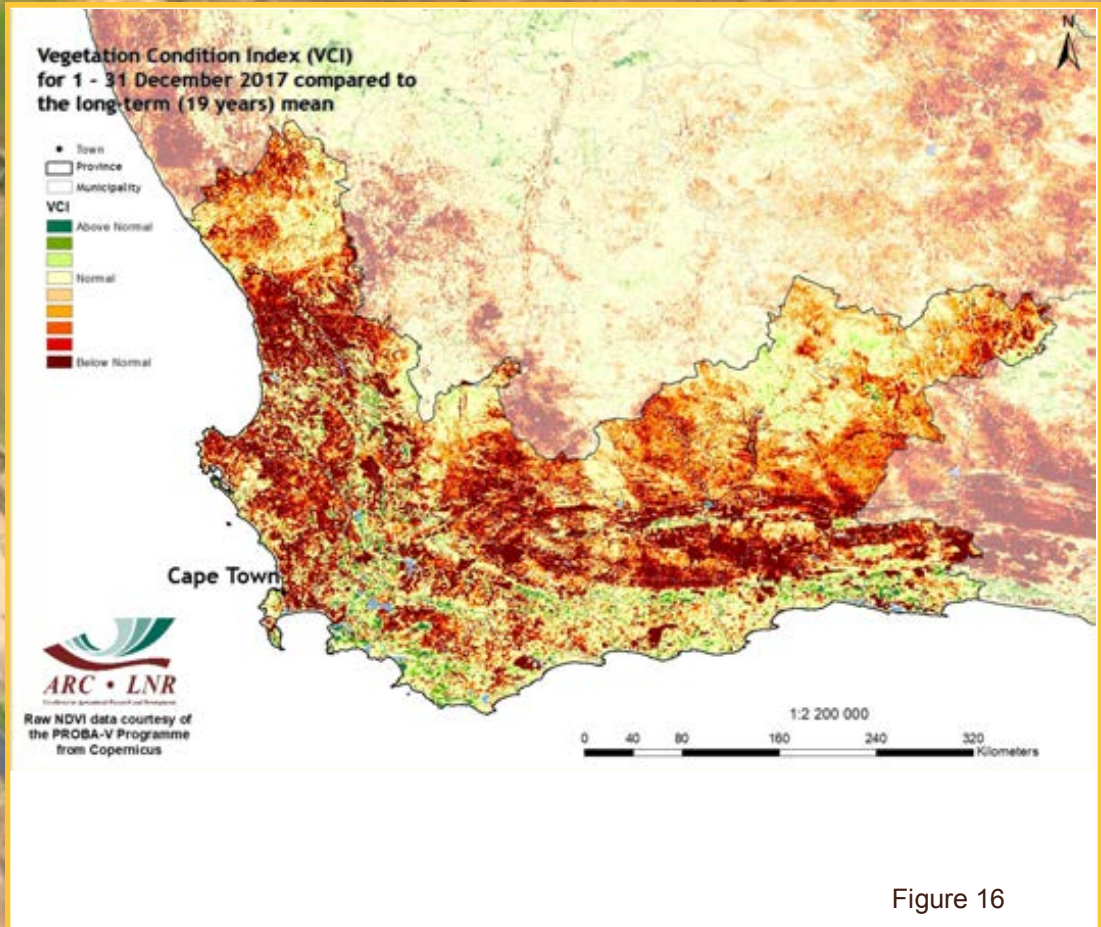 Vegetation Condition Index (VCI)
for 1 - 31 December 2017 compared to
the long-term (19 years) mean
N
Town
Province
Municipality
VCI
Above Normal
Normal
Below Normal
Cape Town
ARC • LNR
Raw NDVI data courtesy of
the PROBA-V Programme
from Copernicus
1:2 200 000
0 40 80 160 240 320
Kilometers
Figure 16